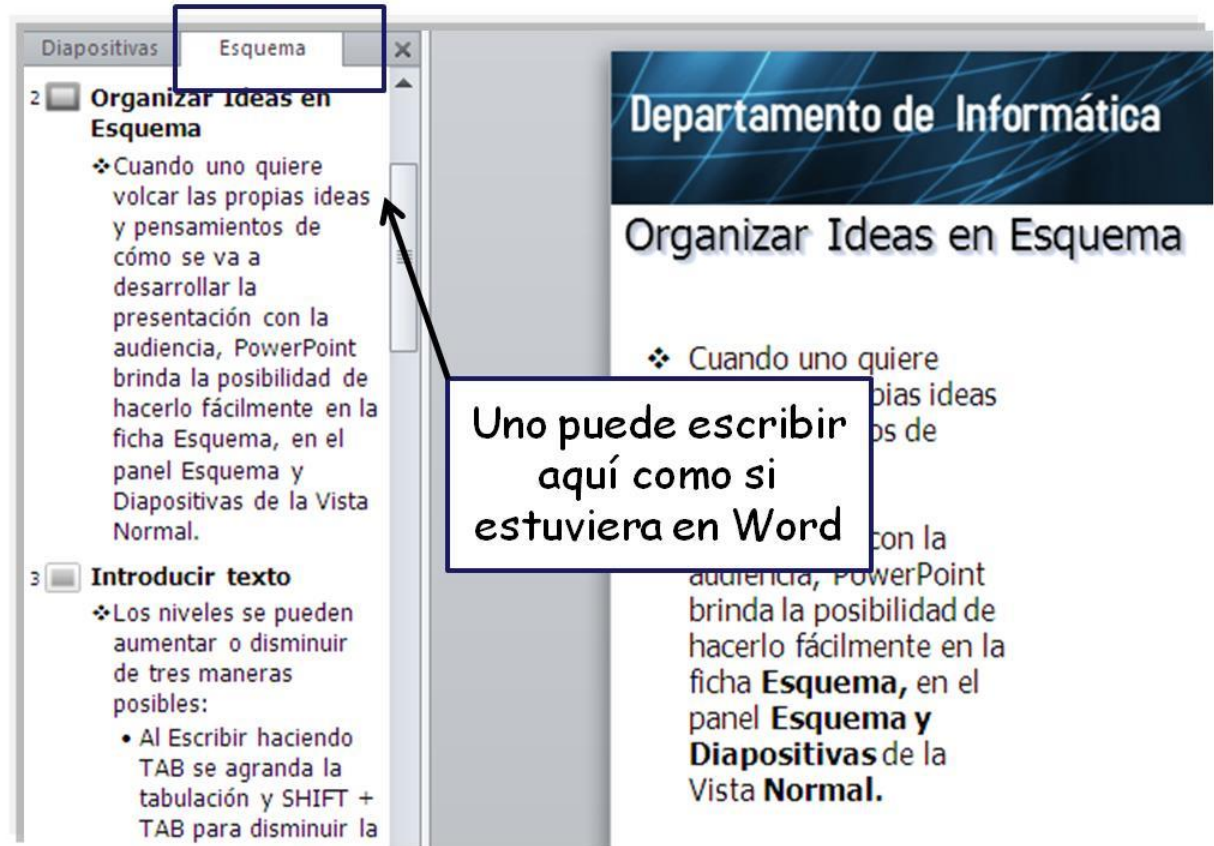 Diapositivas
Esquema
2
Organizar Ideas en
Esquema
❖Cuando uno quiere
volcar las propias ideas
y pensamientos de
cómo se va a
desarrollar la
presentación con la
audiencia, PowerPoint
brinda la posibilidad de
hacerlo fácilmente en la
ficha Esquema, en el
panel Esquema y
Diapositivas de la Vista
Normal.
3
Introducir texto
❖Los niveles se pueden
aumentar o disminuir
de tres maneras
posibles:
• Al Escribir haciendo
TAB se agranda la
tabulación y SHIFT +
TAB para disminuir la
Uno puede escribir
aquí como si
estuviera en Word
Departamento de Informática
Organizar Ideas en Esquema
❖ Cuando uno quiere
ideas
de
con la
audiencia, PowerPoint
brinda la posibilidad de
hacerlo fácilmente en la
ficha Esquema, en el
panel Esquema y
Diapositivas de la
Vista Normal.